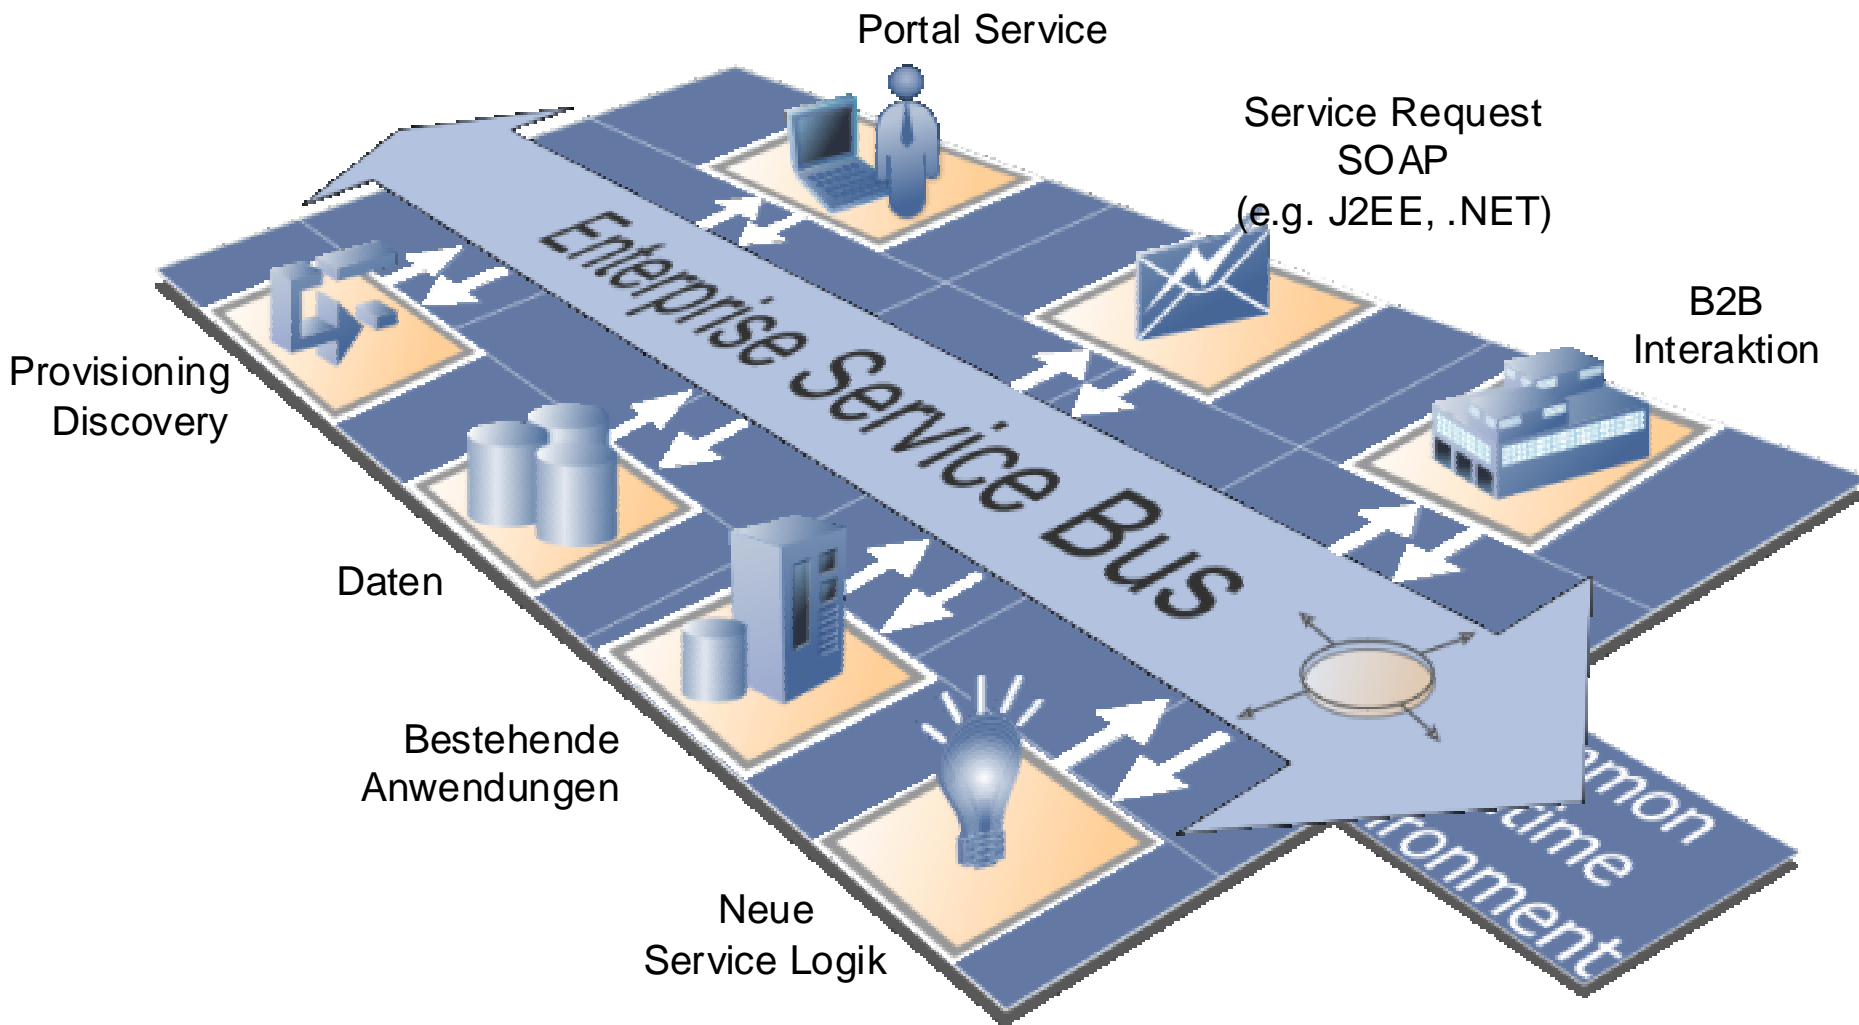 Portal Service
Service Request
SOAP
(e.g. J2EE, .NET)
B2B
Interaktion
Enterprise Service Bus
Provisioning
Discovery
Daten
Bestehende
Anwendungen
Neue
Service Logik